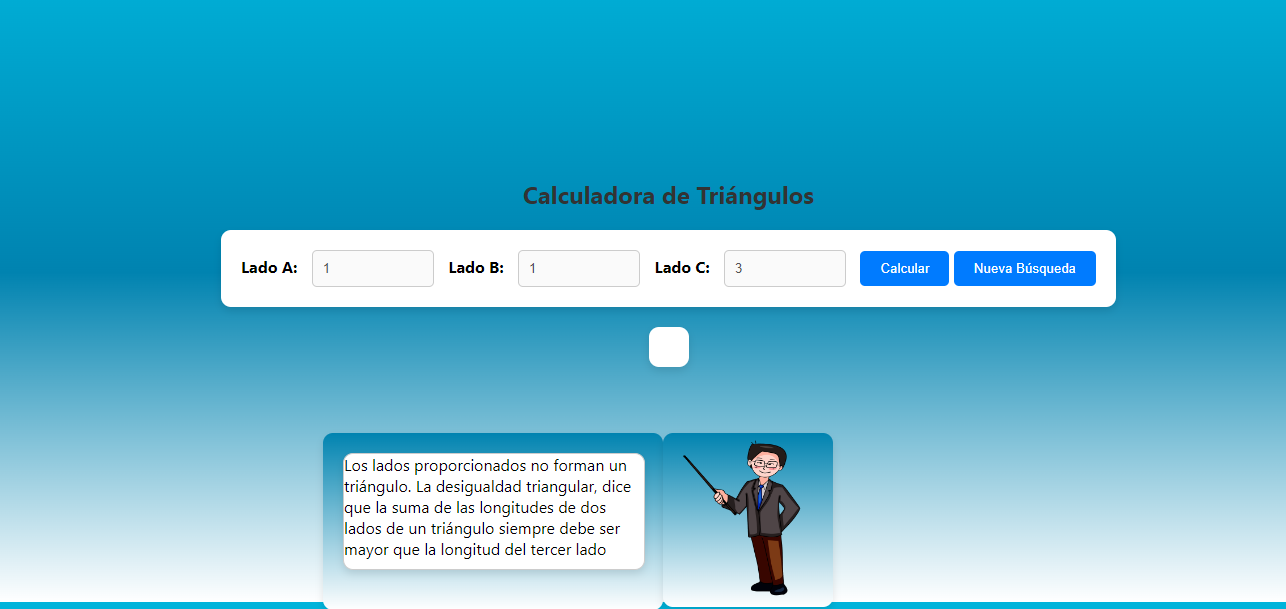 Calculadora de Triángulos
Lado A: 1 Lado B: 1 Lado C: 3 Calcular Nueva Búsqueda
Los lados proporcionados no forman un
triángulo. La desigualdad triangular, dice
que la suma de las longitudes de dos
lados de un triángulo siempre debe ser
mayor que la longitud del tercer lado